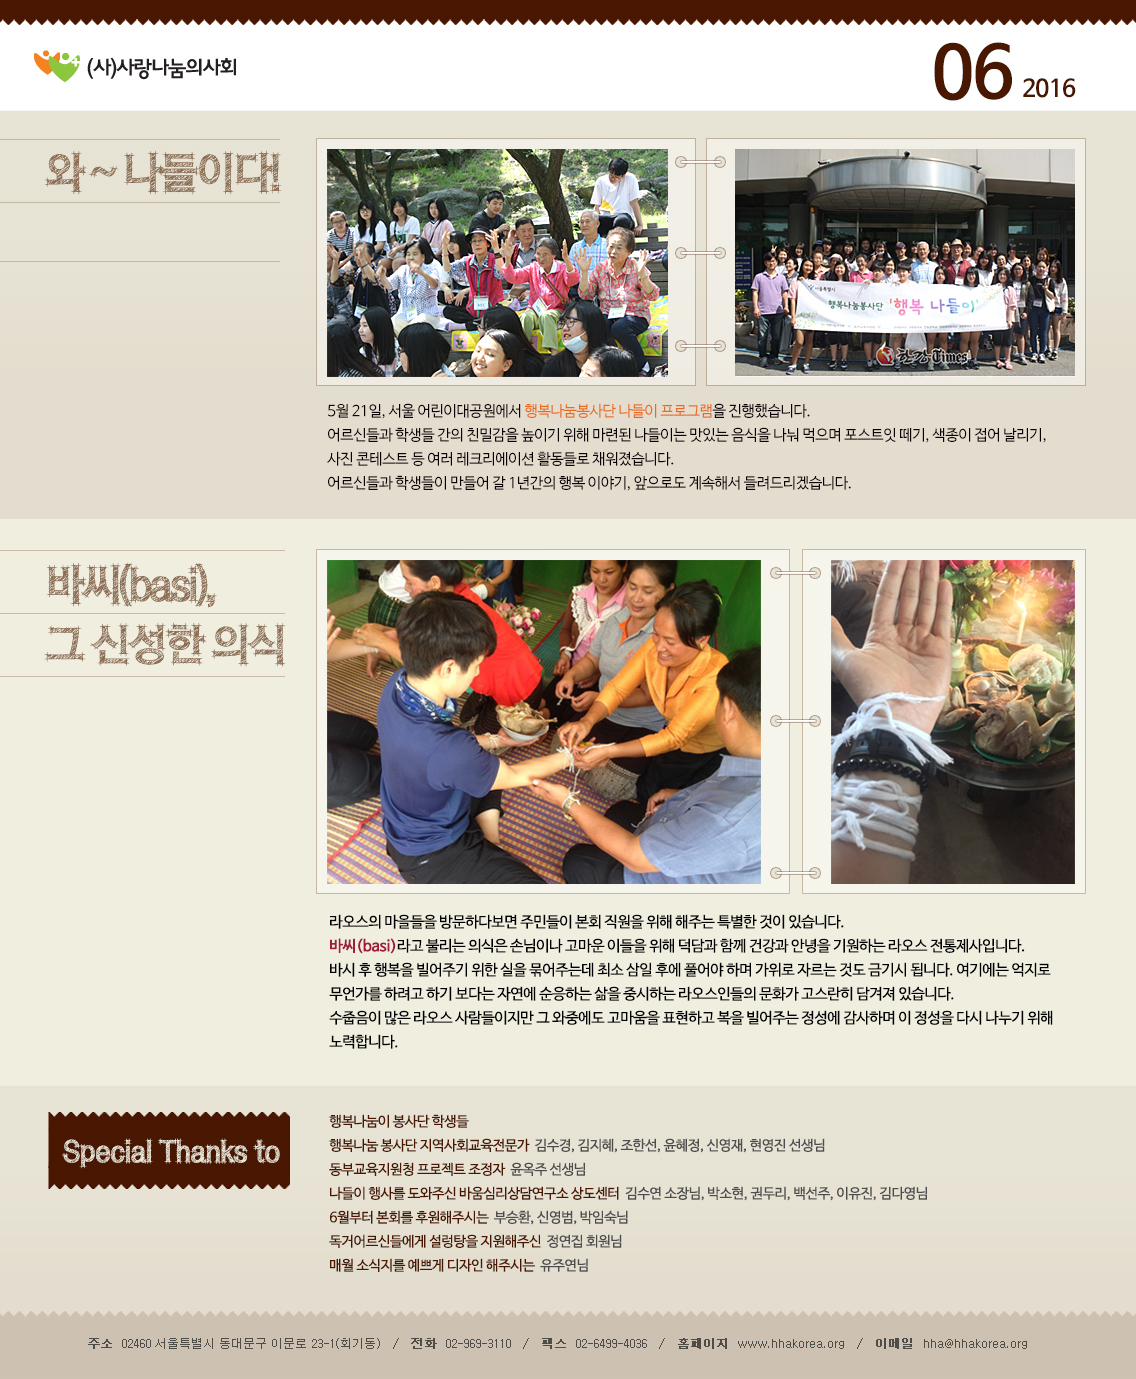 (사)사랑나눔의사회
06 2016
와~나들이대!
서울특별시
행복나눔봉사단 '행복 나들이'
한강Times
5월 21일, 서울 어린이대공원에서 행복나눔봉사단 나들이 프로그램을 진행했습니다.
어르신들과 학생들 간의 친밀감을 높이기 위해 마련된 나들이는 맛있는 음식을 나눠 먹으며 포스트잇 떼기, 색종이 접어 날리기,
사진 콘테스트 등 여러 레크리에이션 활동들로 채워졌습니다.
어르신들과 학생들이 만들어 갈 1년간의 행복 이야기, 앞으로도 계속해서 들려드리겠습니다.
바씨(basi),
그 신성한 의식
라오스의 마을들을 방문하다보면 주민들이 본회 직원을 위해 해주는 특별한 것이 있습니다.
바씨(basi)라고 불리는 의식은 손님이나 고마운 이들을 위해 덕담과 함께 건강과 안녕을 기원하는 라오스 전통제사입니다.
바시 후 행복을 빌어주기 위한 실을 묶어주는데 최소 삼일 후에 풀어야 하며 가위로 자르는 것도 금기시 됩니다. 여기에는 억지로
무언가를 하려고 하기 보다는 자연에 순응하는 삶을 중시하는 라오스인들의 문화가 고스란히 담겨져 있습니다.
수줍음이 많은 라오스 사람들이지만 그 와중에도 고마움을 표현하고 복을 빌어주는 정성에 감사하며 이 정성을 다시 나누기 위해
노력합니다.
Special Thanks to
행복나눔이 봉사단 학생들
행복나눔 봉사단 지역사회교육전문가 김수경, 김지혜, 조한선, 윤혜정, 신영재, 현영진 선생님
동부교육지원청 프로젝트 조정자 윤옥주 선생님
나들이 행사를 도와주신 바움심리상담연구소 상도센터 김수연 소장님, 박소현, 권두리, 백선주, 이유진, 김다영님
6월부터 본회를 후원해주시는 부승환, 신영범, 박임숙님
독거어르신들에게 설렁탕을 지원해주신 정연집 회원님
매월 소식지를 예쁘게 디자인 해주시는 유주연님
주소 02460 서울특별시 동대문구 이문로 23-1(회기동) / 전화 02-969-3110 / 팩스 02-6499-4036 / 홈페이지 www.hhakorea.org / 이메일 hha@hhakorea.org